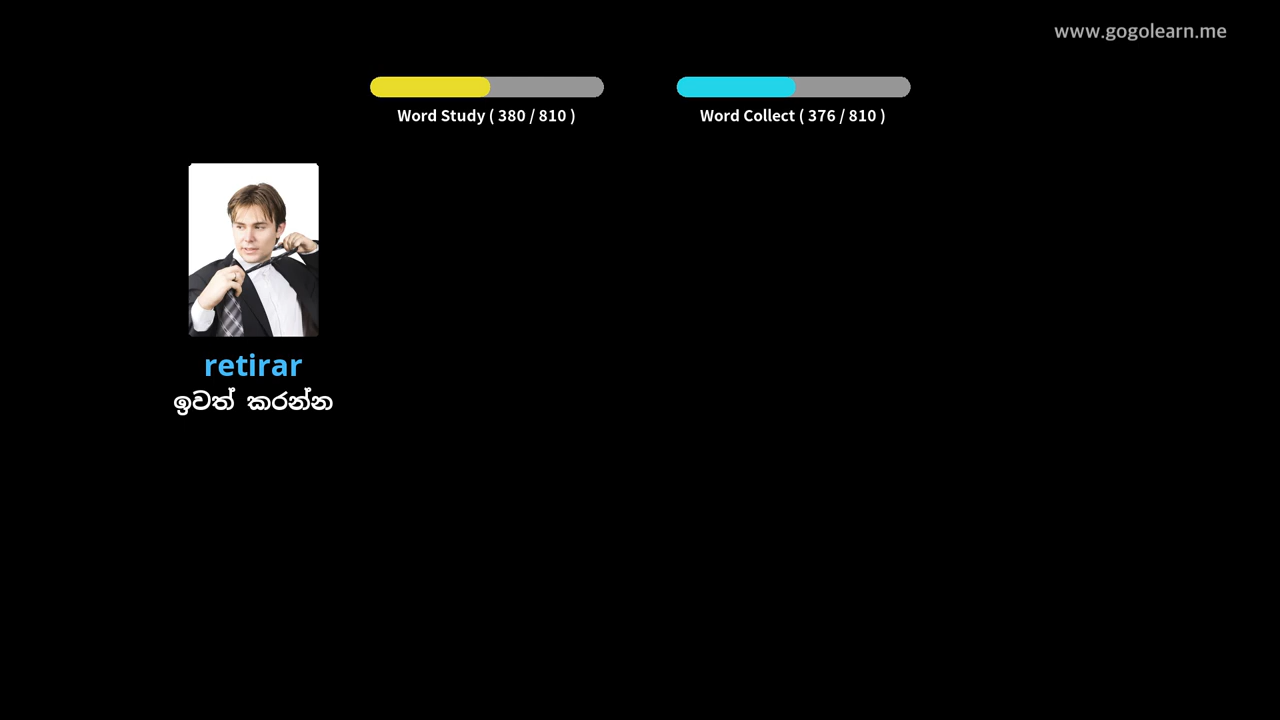 www.gogolearn.me
Word Study ( 380 / 810 )
Word Collect ( 376 / 810 )
retirar
ඉවත් කරන්න